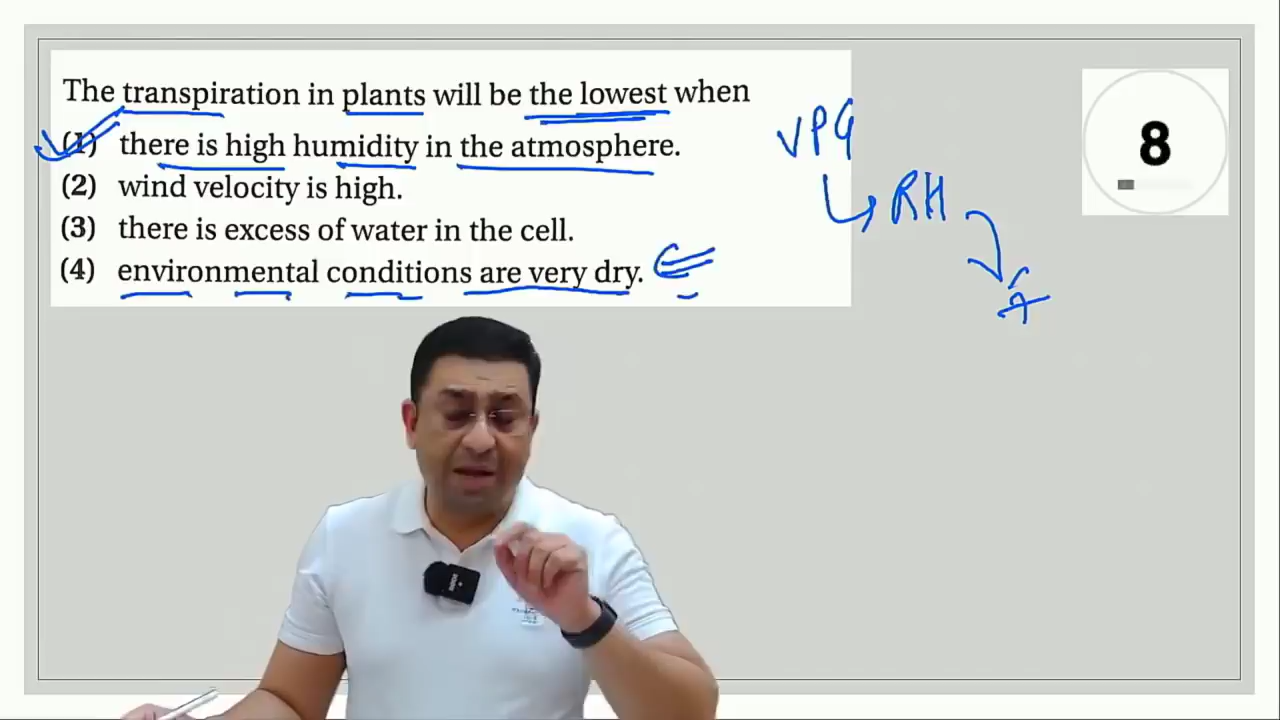 The transpiration in plants will be the lowest when
(1) there is high humidity in the atmosphere.
(2) wind velocity is high.
(3) there is excess of water in the cell.
(4) environmental conditions are very dry.
VPG
RH
8